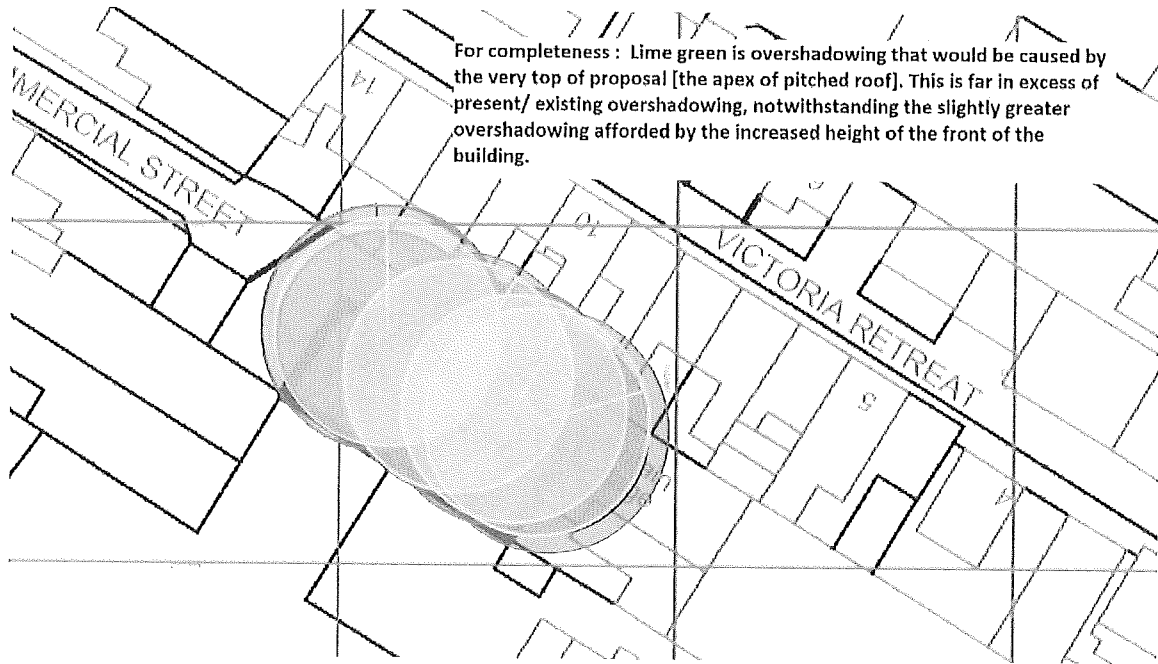 For completeness : Lime green is overshadowing that would be caused by
the very top of proposal [the apex of pitched roof]. This is far in excess of
present/ existing overshadowing, notwithstanding the slightly greater
overshadowing afforded by the increased height of the front of the
building.
14
MERCIAL STREET
10
VICTORIA RETREAT
5